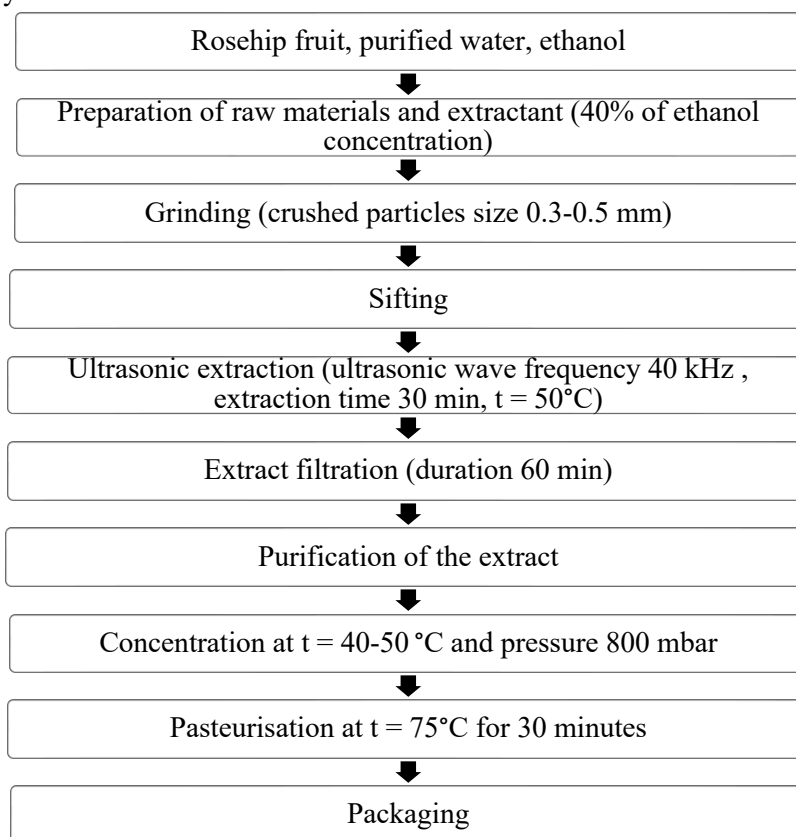 y
Rosehip fruit, purified water, ethanol
Preparation of raw materials and extractant (40% of ethanol
concentration)
Grinding (crushed particles size 0.3-0.5 mm)
Sifting
Ultrasonic extraction (ultrasonic wave frequency 40 kHz ,
extraction time 30 min, t = 50°C)
Extract filtration (duration 60 min)
Purification of the extract
Concentration at t = 40-50 °C and pressure 800 mbar
Pasteurisation at t = 75°C for 30 minutes
Packaging